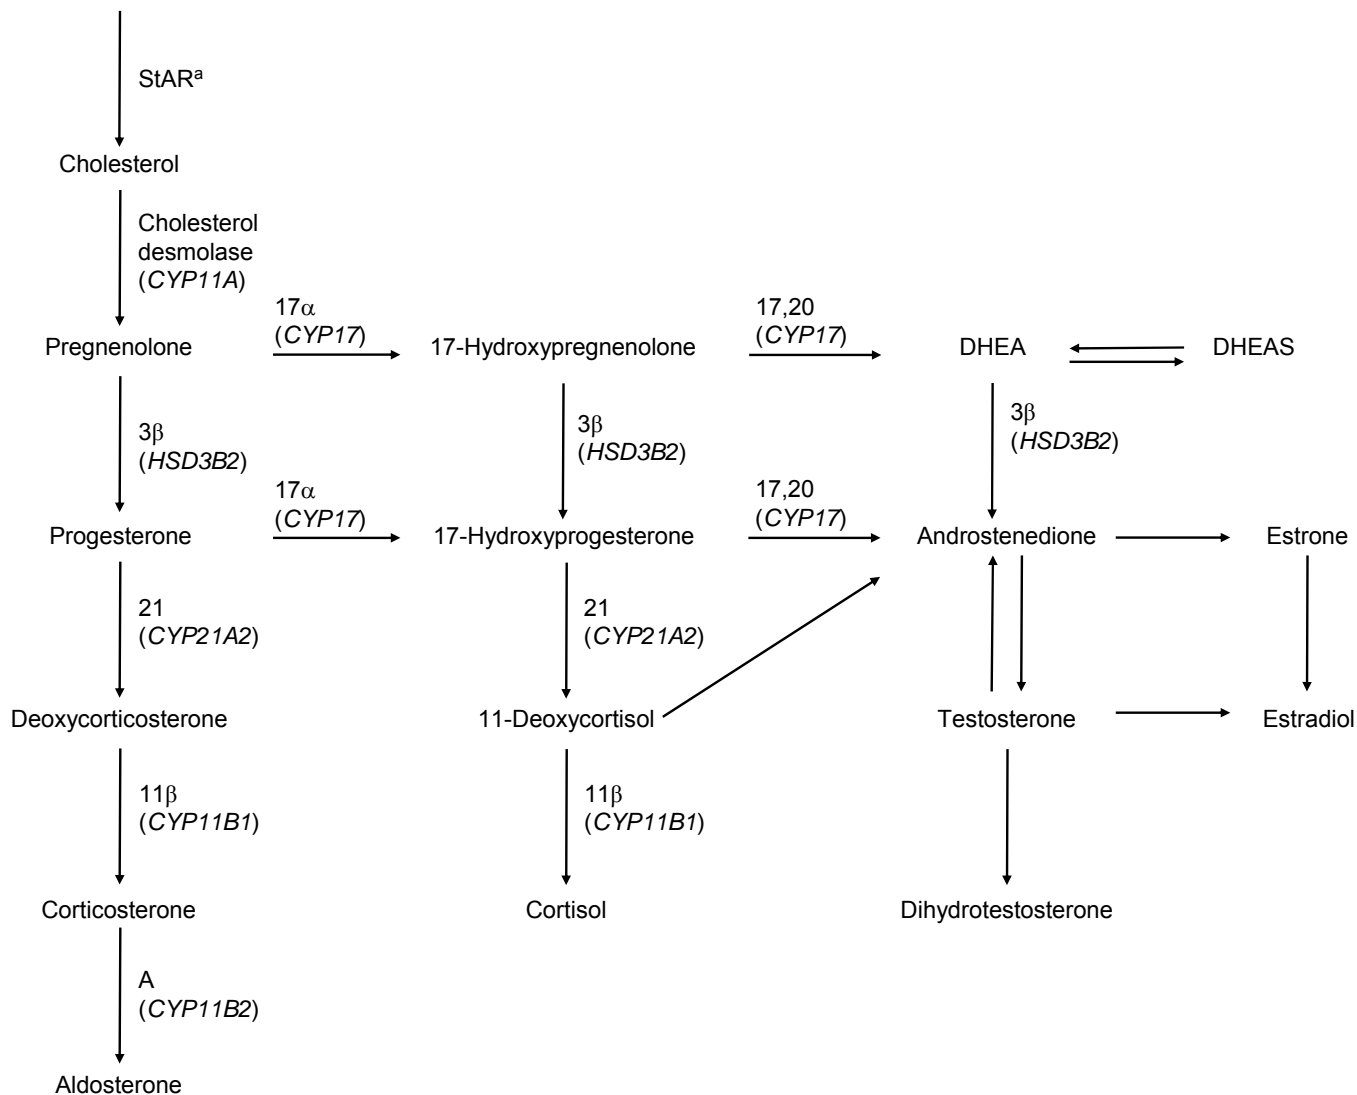 StARᵃ
Cholesterol
Cholesterol
desmolase
(CYP11A)
17α
(CYP17)
17,20
(CYP17)
Pregnenolone
17-Hydroxypregnenolone
DHEA
DHEAS
3β
(HSD3B2)
3β
(HSD3B2)
3β
(HSD3B2)
17α
(CYP17)
17,20
(CYP17)
Progesterone
17-Hydroxyprogesterone
Androstenedione
Estrone
21
(CYP21A2)
21
(CYP21A2)
Deoxycorticosterone
11-Deoxycortisol
Testosterone
Estradiol
11β
(CYP11B1)
11β
(CYP11B1)
Corticosterone
Cortisol
Dihydrotestosterone
A
(CYP11B2)
Aldosterone